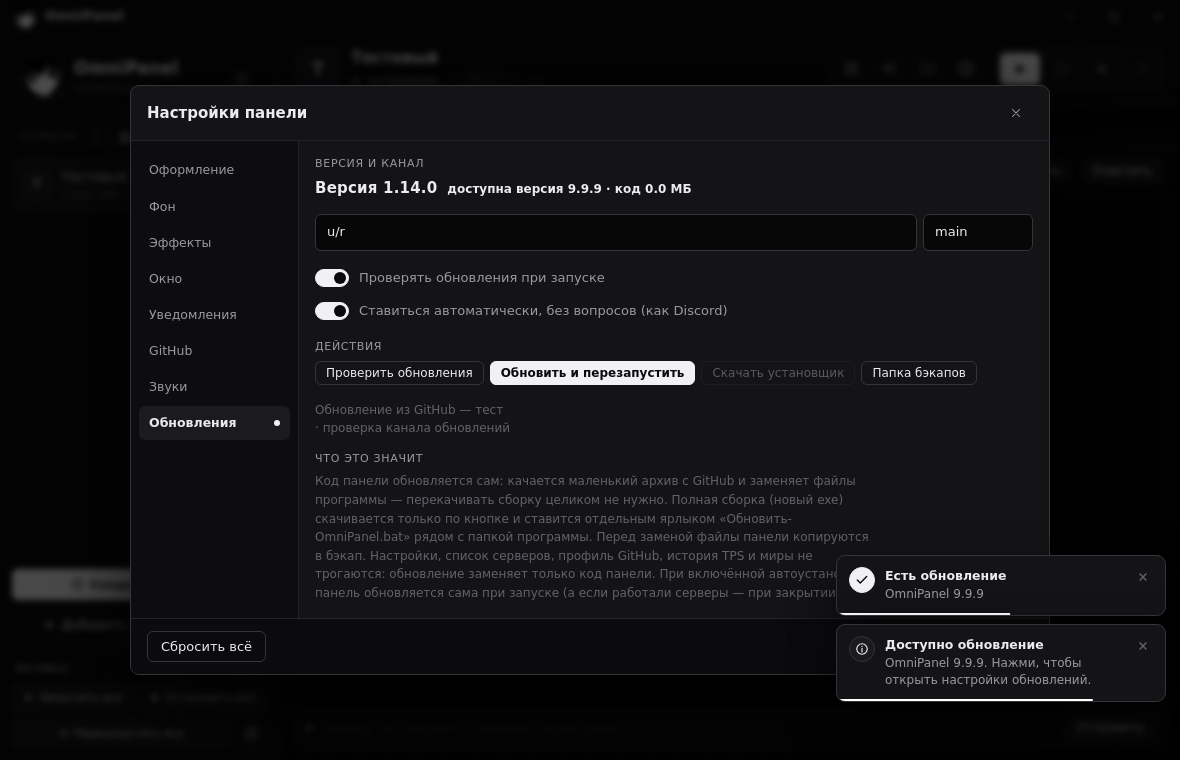 OmniPanel
OmniPanel
Тестовый
Настройки панели
Оформление
Фон
Эффекты
Окно
Уведомления
GitHub
Звуки
Обновления
ВЕРСИЯ И КАНАЛ
Версия 1.14.0 доступна версия 9.9.9 · код 0.0 МБ
u/r
main
Проверять обновления при запуске
Ставиться автоматически, без вопросов (как Discord)
ДЕЙСТВИЯ
Проверить обновления
Обновить и перезапустить
Скачать установщик
Папка бэкапов
Обновление из GitHub — тест
· проверка канала обновлений
ЧТО ЭТО ЗНАЧИТ
Код панели обновляется сам: качается маленький архив с GitHub и заменяет файлы
программы — перекачивать сборку целиком не нужно. Полная сборка (новый exe)
скачивается только по кнопке и ставится отдельным ярлыком «Обновить-
OmniPanel.bat» рядом с папкой программы. Перед заменой файлы панели копируются
в бэкап. Настройки, список серверов, профиль GitHub, история TPS и миры не
трогаются: обновление заменяет только код панели. При включённой автоустано
панель обновляется сама при запуске (а если работали серверы — при закрытии
Сбросить всё
Есть обновление
OmniPanel 9.9.9
Доступно обновление
OmniPanel 9.9.9. Нажми, чтобы
открыть настройки обновлений.